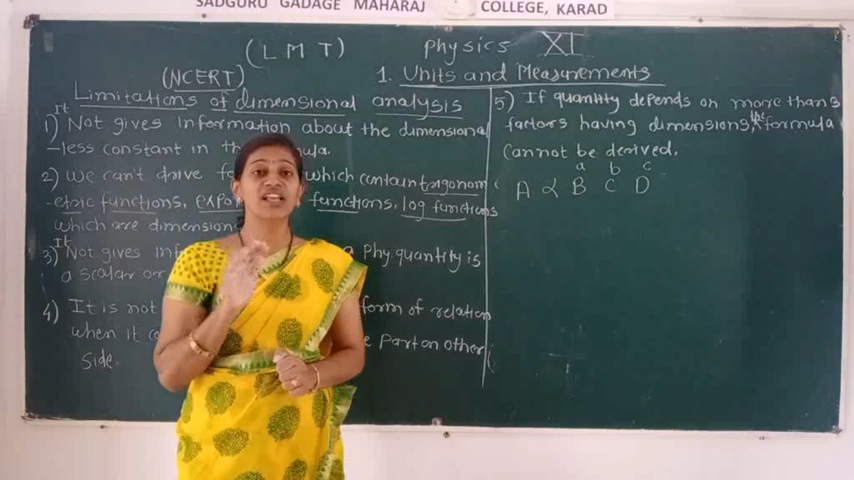 SADGURU GADAGE MAHARAJ COLLEGE, KARAD
(L M T) physics XI
(NCERT) 1. Units and Measurements
Limitations of dimensional analysis
It
1) Not gives information about the dimensional
-less constant in the formula.
2) We can't drive which contain trigonom
-etric functions, functions, log functions
which are dimension
It
3) Not gives a Phy. quantity is
a scalar or
4) It is not form of relation
when it Part on other
side.
5) If quantity depends on more than 3
factors having dimensions, the formula
cannot be derived.
A ∝ B^a C^b D^c